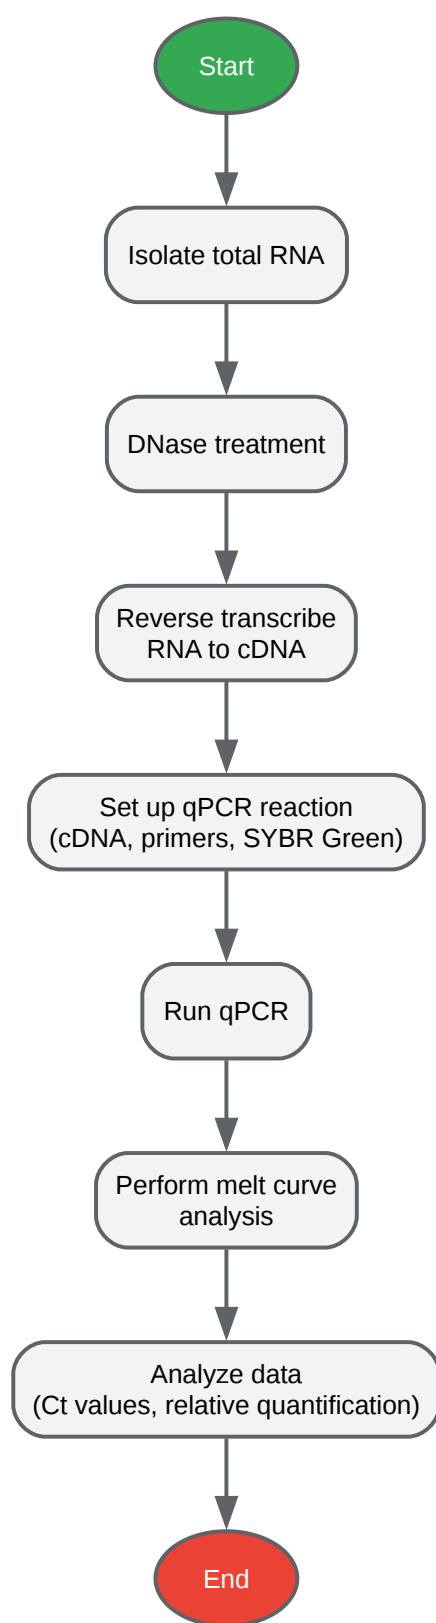 Start
Isolate total RNA
DNase treatment
Reverse transcribe
RNA to cDNA
Set up qPCR reaction
(cDNA, primers, SYBR Green)
Run qPCR
Perform melt curve
analysis
Analyze data
(Ct values, relative quantification)
End